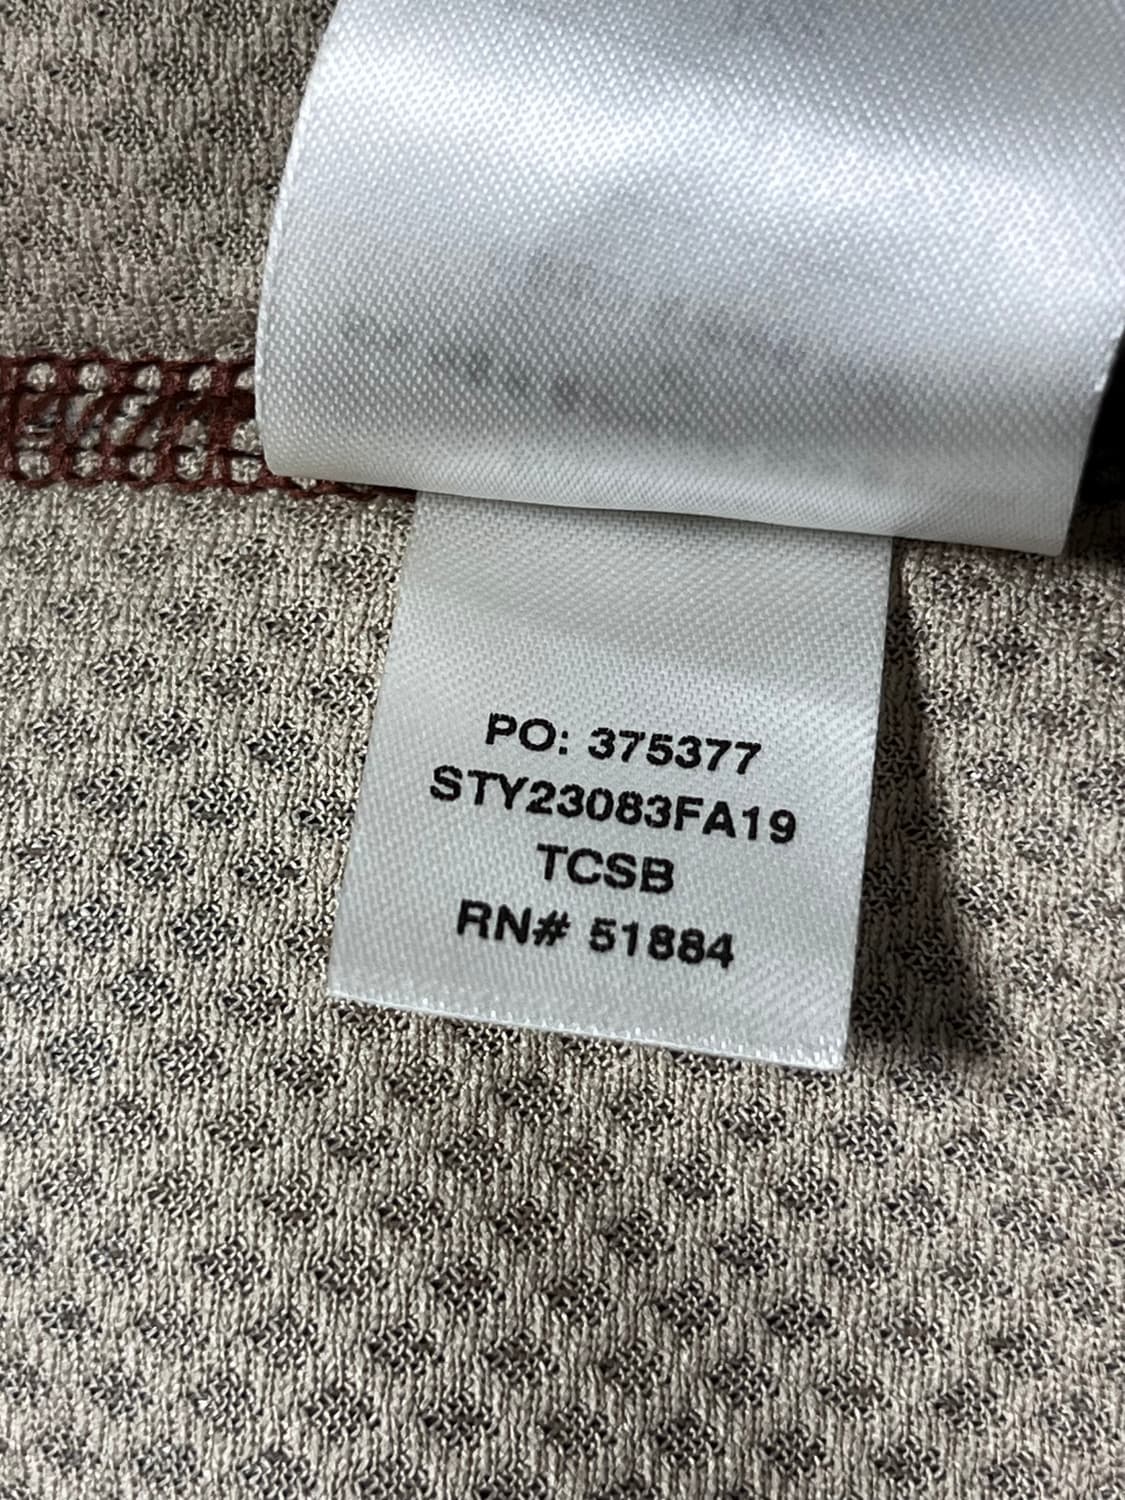 PO: 375377
STY23083FA19
TCSB
RN# 51884